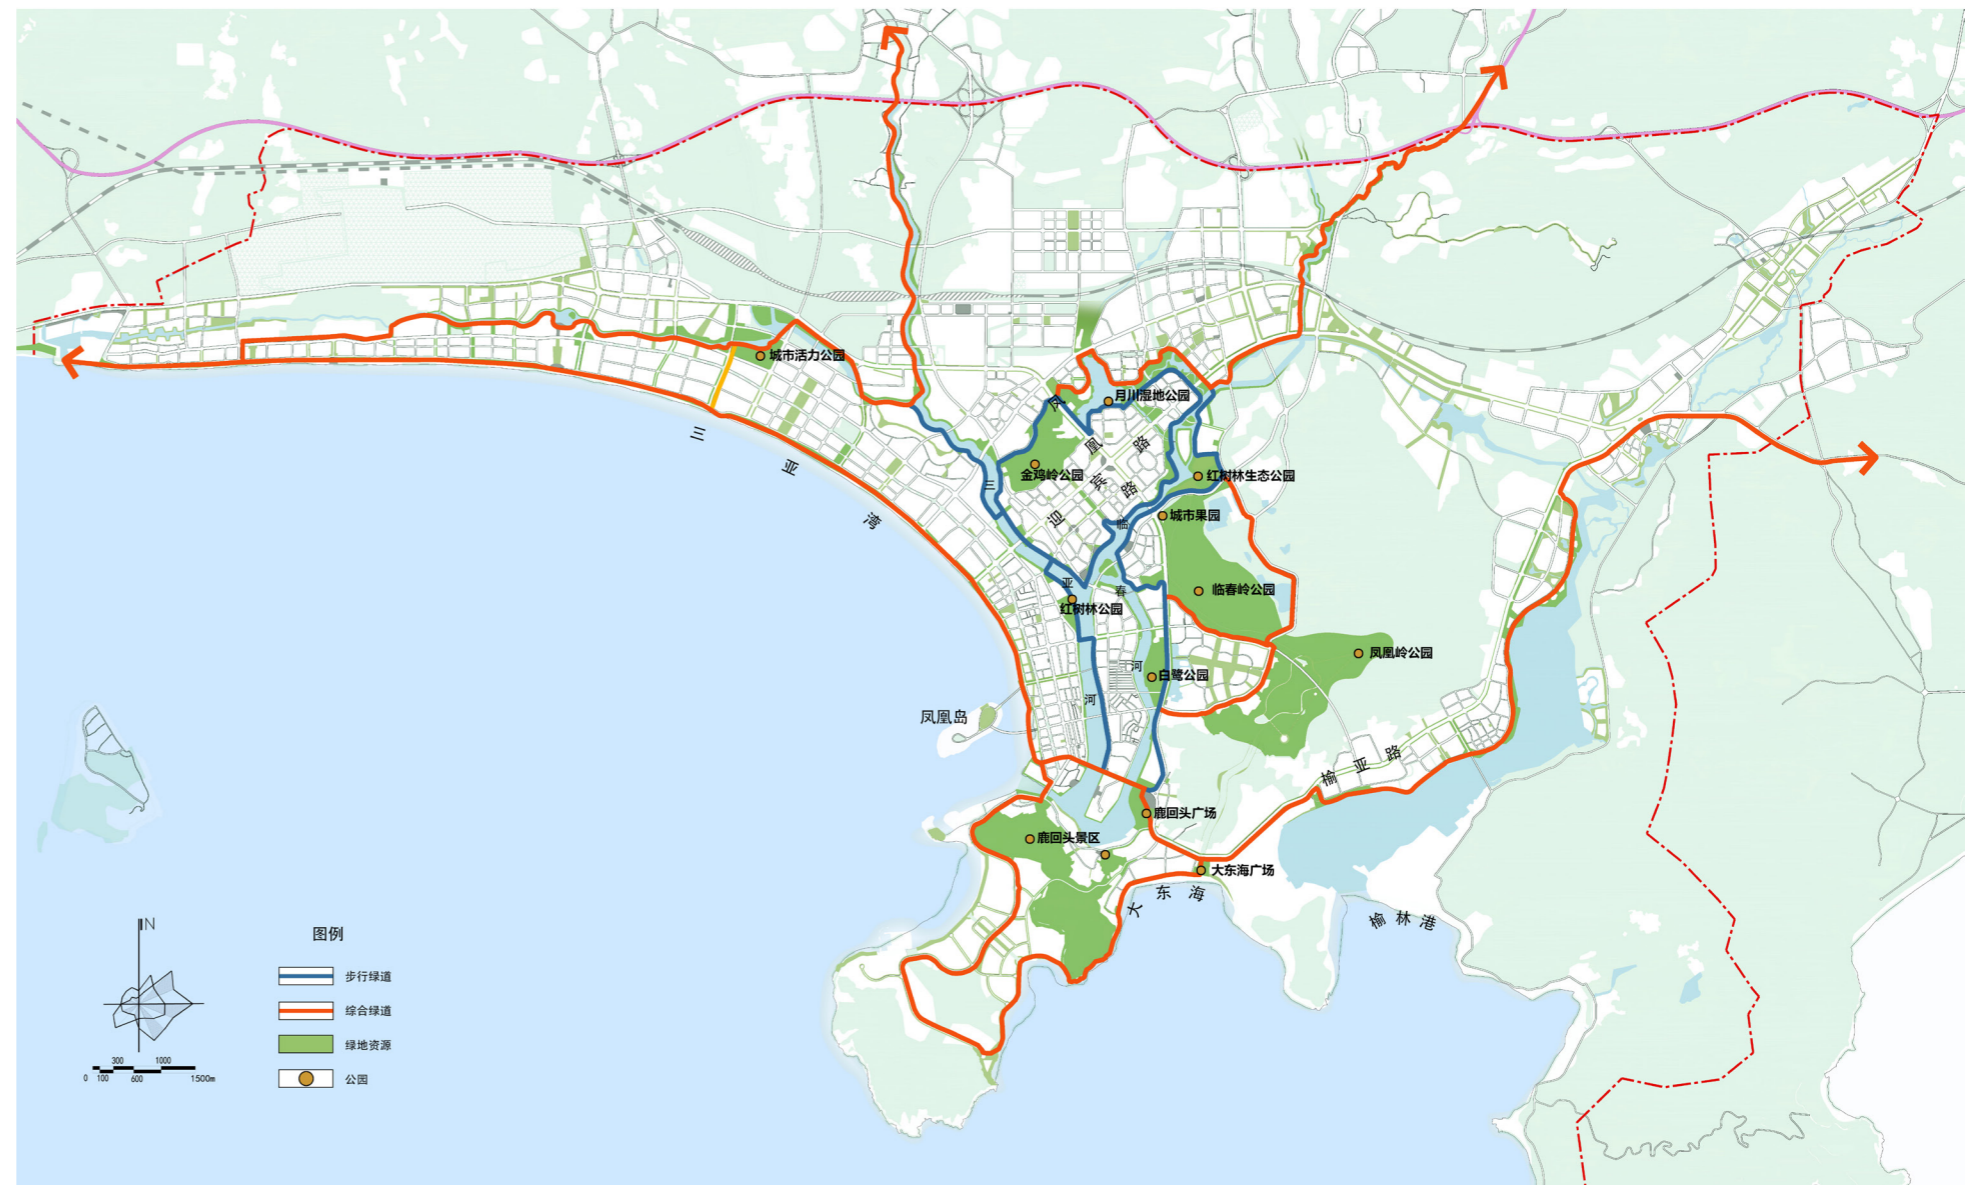 城市活力公园
月川湿地公园
凤凰路
迎宾路
金鸡岭公园
红树林生态公园
城市果园
临春岭公园
红树林公园
白鹭公园
凤凰岭公园
三亚湾
三亚河
临春河
凤凰岛
榆亚路
鹿回头广场
鹿回头景区
大东海广场
大东海
榆林港
N
图例
步行绿道
综合绿道
绿地资源
公园
300 1000
0 100 600 1500m